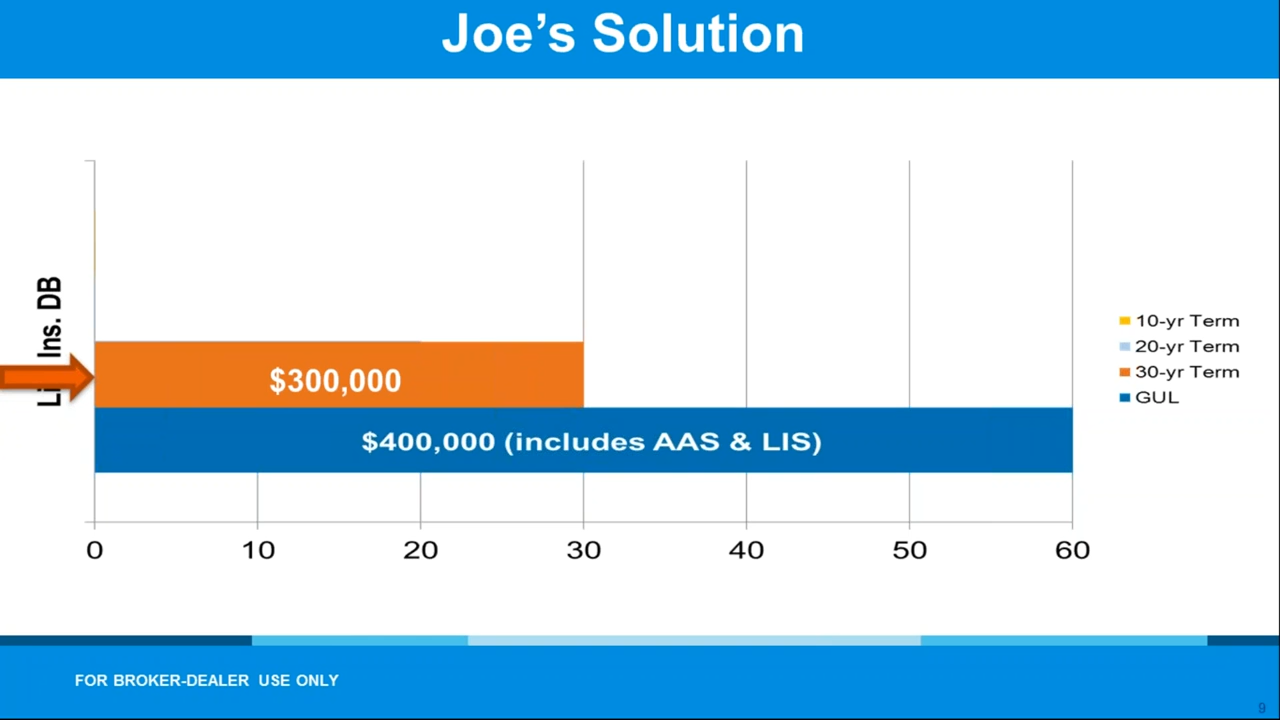 Joe's Solution
Ins. DB
$300,000
$400,000 (includes AAS & LIS)
10-yr Term
20-yr Term
30-yr Term
GUL
0 10 20 30 40 50 60
FOR BROKER-DEALER USE ONLY
9